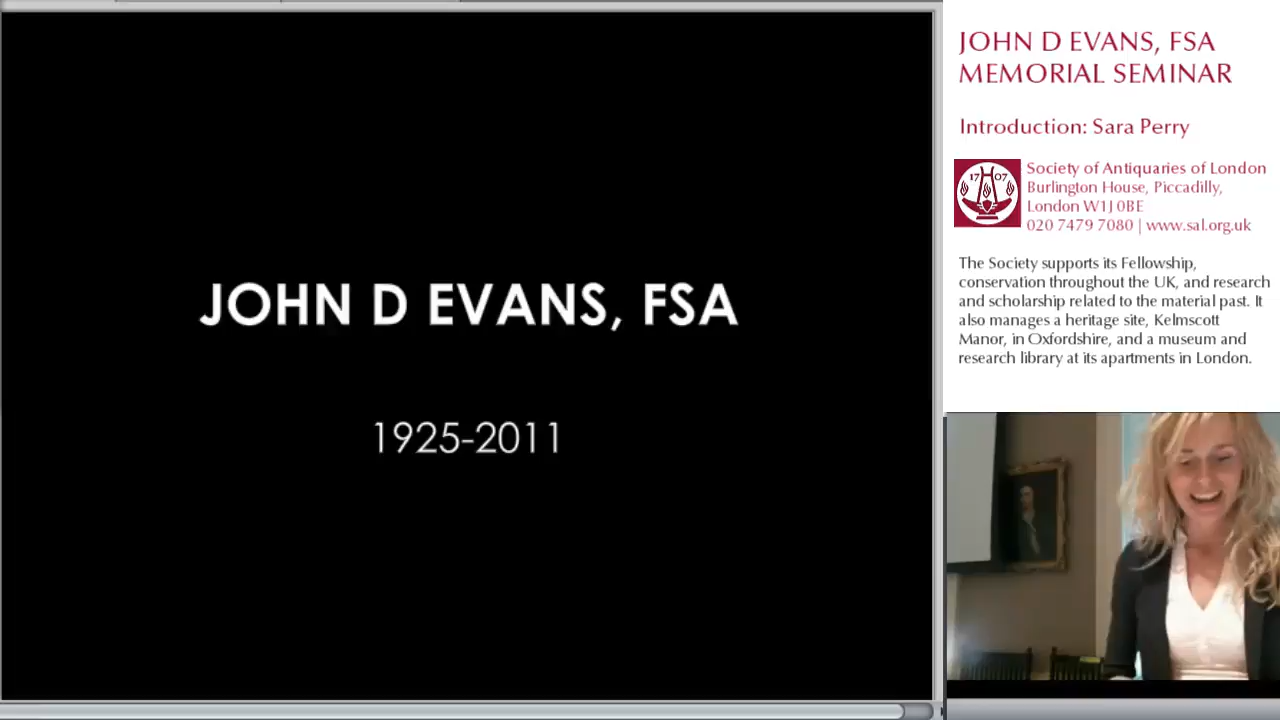 JOHN D EVANS, FSA
1925-2011
JOHN D EVANS, FSA
MEMORIAL SEMINAR
Introduction: Sara Perry
17 07
Society of Antiquaries of London
Burlington House, Piccadilly,
London W1J 0BE
020 7479 7080 | www.sal.org.uk
The Society supports its Fellowship,
conservation throughout the UK, and research
and scholarship related to the material past. It
also manages a heritage site, Kelmscott
Manor, in Oxfordshire, and a museum and
research library at its apartments in London.